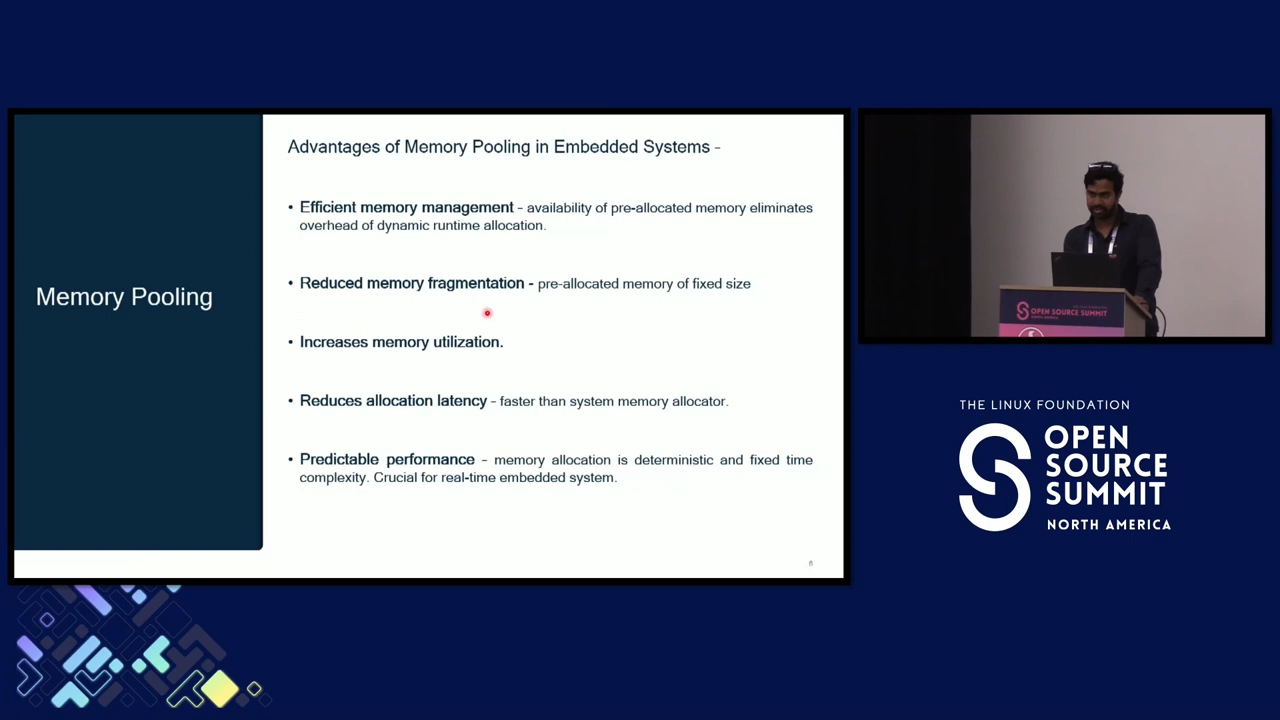 Advantages of Memory Pooling in Embedded Systems -
• Efficient memory management - availability of pre-allocated memory eliminates
overhead of dynamic runtime allocation.
• Reduced memory fragmentation - pre-allocated memory of fixed size
• Increases memory utilization.
• Reduces allocation latency - faster than system memory allocator.
• Predictable performance - memory allocation is deterministic and fixed time
complexity. Crucial for real-time embedded system.
Memory Pooling
OPEN SOURCE SUMMIT
THE LINUX FOUNDATION
OPEN
SOURCE
SUMMIT
NORTH AMERICA